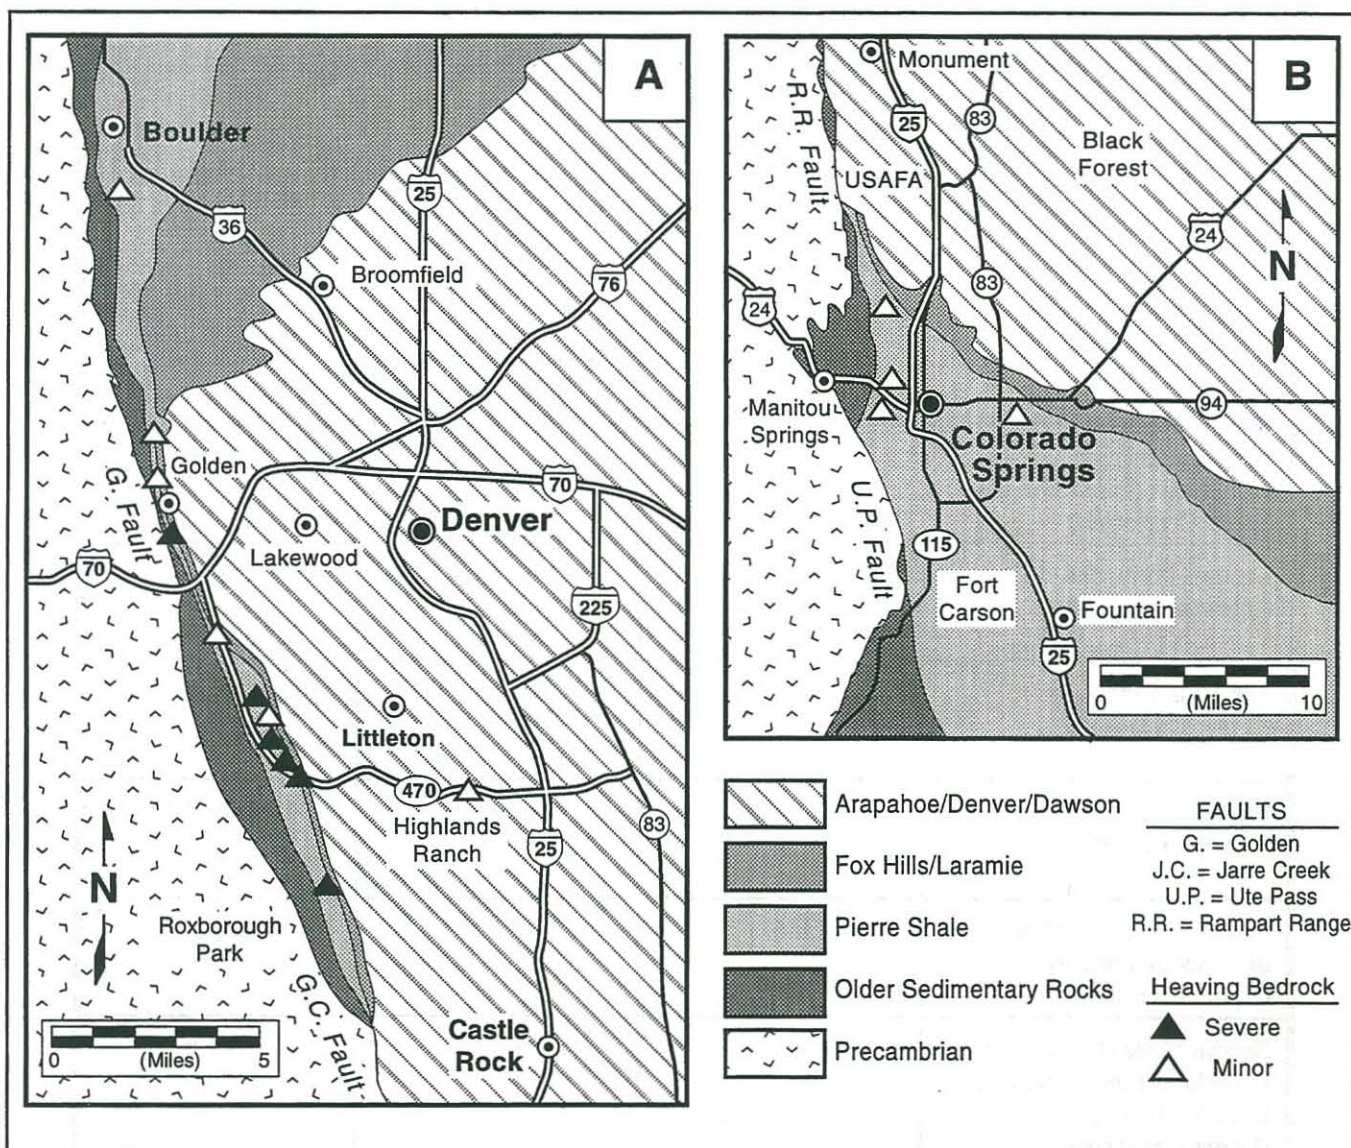 A
Boulder
25
36
Broomfield
76
Golden
G. Fault
70
Denver
Lakewood
70
225
Littleton
470
Highlands
Ranch
83
25
N
Roxborough
Park
G.C. Fault
Castle
Rock
0 (Miles) 5
B
Monument
R.R. Fault
25
83
Black
Forest
USAFA
24
N
83
24
Manitou
Springs
94
Colorado
Springs
U.P. Fault
115
Fort
Carson
Fountain
25
0 (Miles) 10
Arapahoe/Denver/Dawson
Fox Hills/Laramie
Pierre Shale
Older Sedimentary Rocks
Precambrian
FAULTS
G. = Golden
J.C. = Jarre Creek
U.P. = Ute Pass
R.R. = Rampart Range
Heaving Bedrock
Severe
Minor